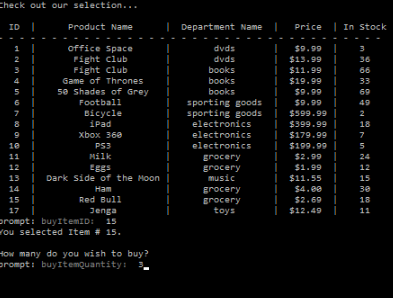 Check out our selection...
ID | Product Name | Department Name | Price | In Stock
- - - - - - - - - - - - - - - - - - - - - - - - - - - - - - - - - - - - -
1 | Office Space | dvds | $9.99 | 3
2 | Fight Club | dvds | $13.99 | 36
3 | Fight Club | books | $11.99 | 66
4 | Game of Thrones | books | $19.99 | 33
5 | 50 Shades of Grey | books | $9.99 | 69
6 | Football | sporting goods | $9.99 | 49
7 | Bicycle | sporting goods | $599.99 | 2
8 | iPad | electronics | $399.99 | 18
9 | Xbox 360 | electronics | $179.99 | 7
10 | PS3 | electronics | $199.99 | 5
11 | Milk | grocery | $2.99 | 24
12 | Eggs | grocery | $1.99 | 12
13 | Dark Side of the Moon | music | $11.55 | 15
14 | Ham | grocery | $4.00 | 30
15 | Red Bull | grocery | $2.69 | 18
17 | Jenga | toys | $12.49 | 11
prompt: buyItemID: 15
You selected Item # 15.
How many do you wish to buy?
prompt: buyItemQuantity: 3